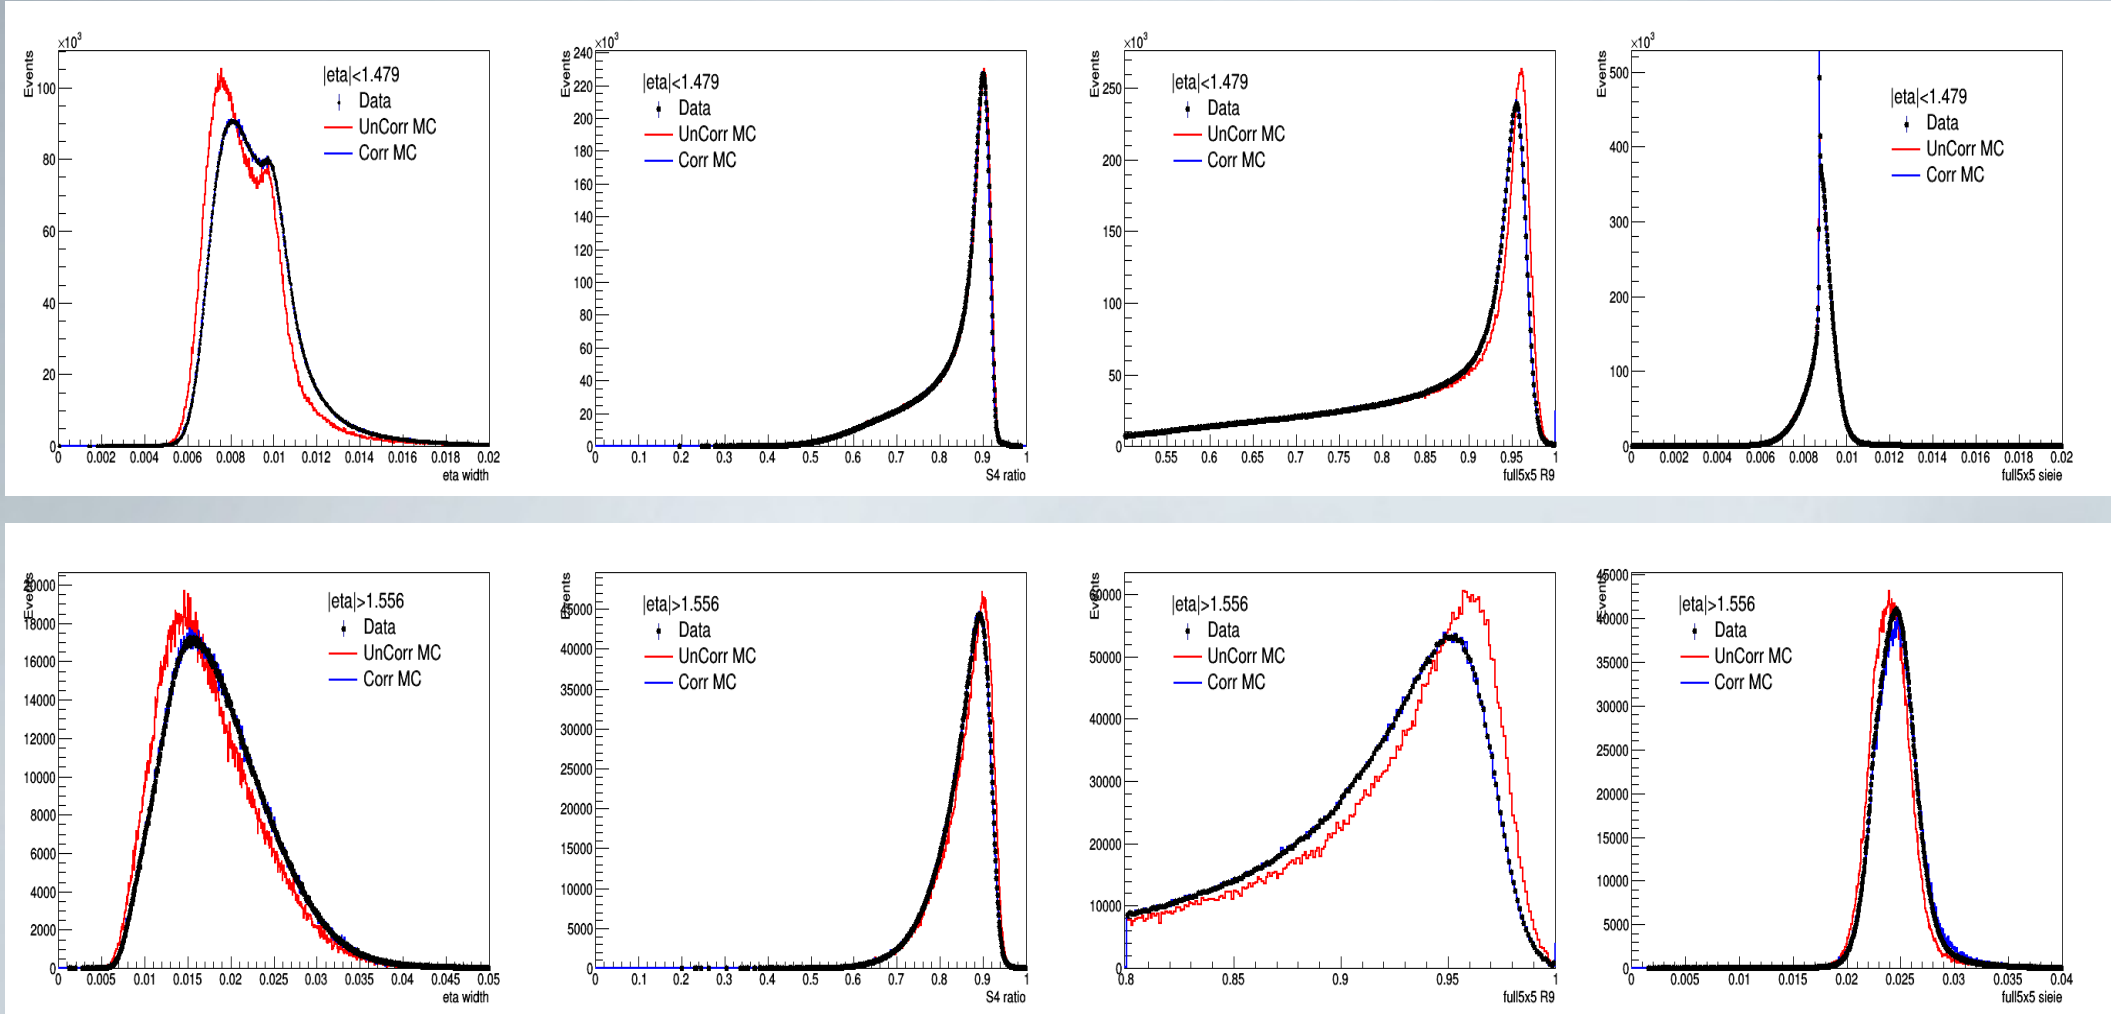 ×10³
Events
|eta|<1.479
Data
UnCorr MC
Corr MC
100
80
60
40
20
0
0 0.002 0.004 0.006 0.008 0.01 0.012 0.014 0.016 0.018 0.02
eta width
×10³
Events
|eta|<1.479
Data
UnCorr MC
Corr MC
240
220
200
180
160
140
120
100
80
60
40
20
0
0 0.1 0.2 0.3 0.4 0.5 0.6 0.7 0.8 0.9 1
S4 ratio
×10³
Events
|eta|<1.479
Data
UnCorr MC
Corr MC
250
200
150
100
50
0
0.55 0.6 0.65 0.7 0.75 0.8 0.85 0.9 0.95 1
full5x5 R9
×10³
Events
|eta|<1.479
Data
UnCorr MC
Corr MC
500
400
300
200
100
0
0 0.002 0.004 0.006 0.008 0.01 0.012 0.014 0.016 0.018 0.02
full5x5 sieie
Events
|eta|>1.556
Data
UnCorr MC
Corr MC
20000
18000
16000
14000
12000
10000
8000
6000
4000
2000
0
0 0.005 0.01 0.015 0.02 0.025 0.03 0.035 0.04 0.045 0.05
eta width
Events
|eta|>1.556
Data
UnCorr MC
Corr MC
45000
40000
35000
30000
25000
20000
15000
10000
5000
0
0 0.1 0.2 0.3 0.4 0.5 0.6 0.7 0.8 0.9 1
S4 ratio
Events
|eta|>1.556
Data
UnCorr MC
Corr MC
60000
50000
40000
30000
20000
10000
0
0.8 0.85 0.9 0.95 1
full5x5 R9
Events
|eta|>1.556
Data
UnCorr MC
Corr MC
45000
40000
35000
30000
25000
20000
15000
10000
5000
0
0 0.005 0.01 0.015 0.02 0.025 0.03 0.035 0.04
full5x5 sieie